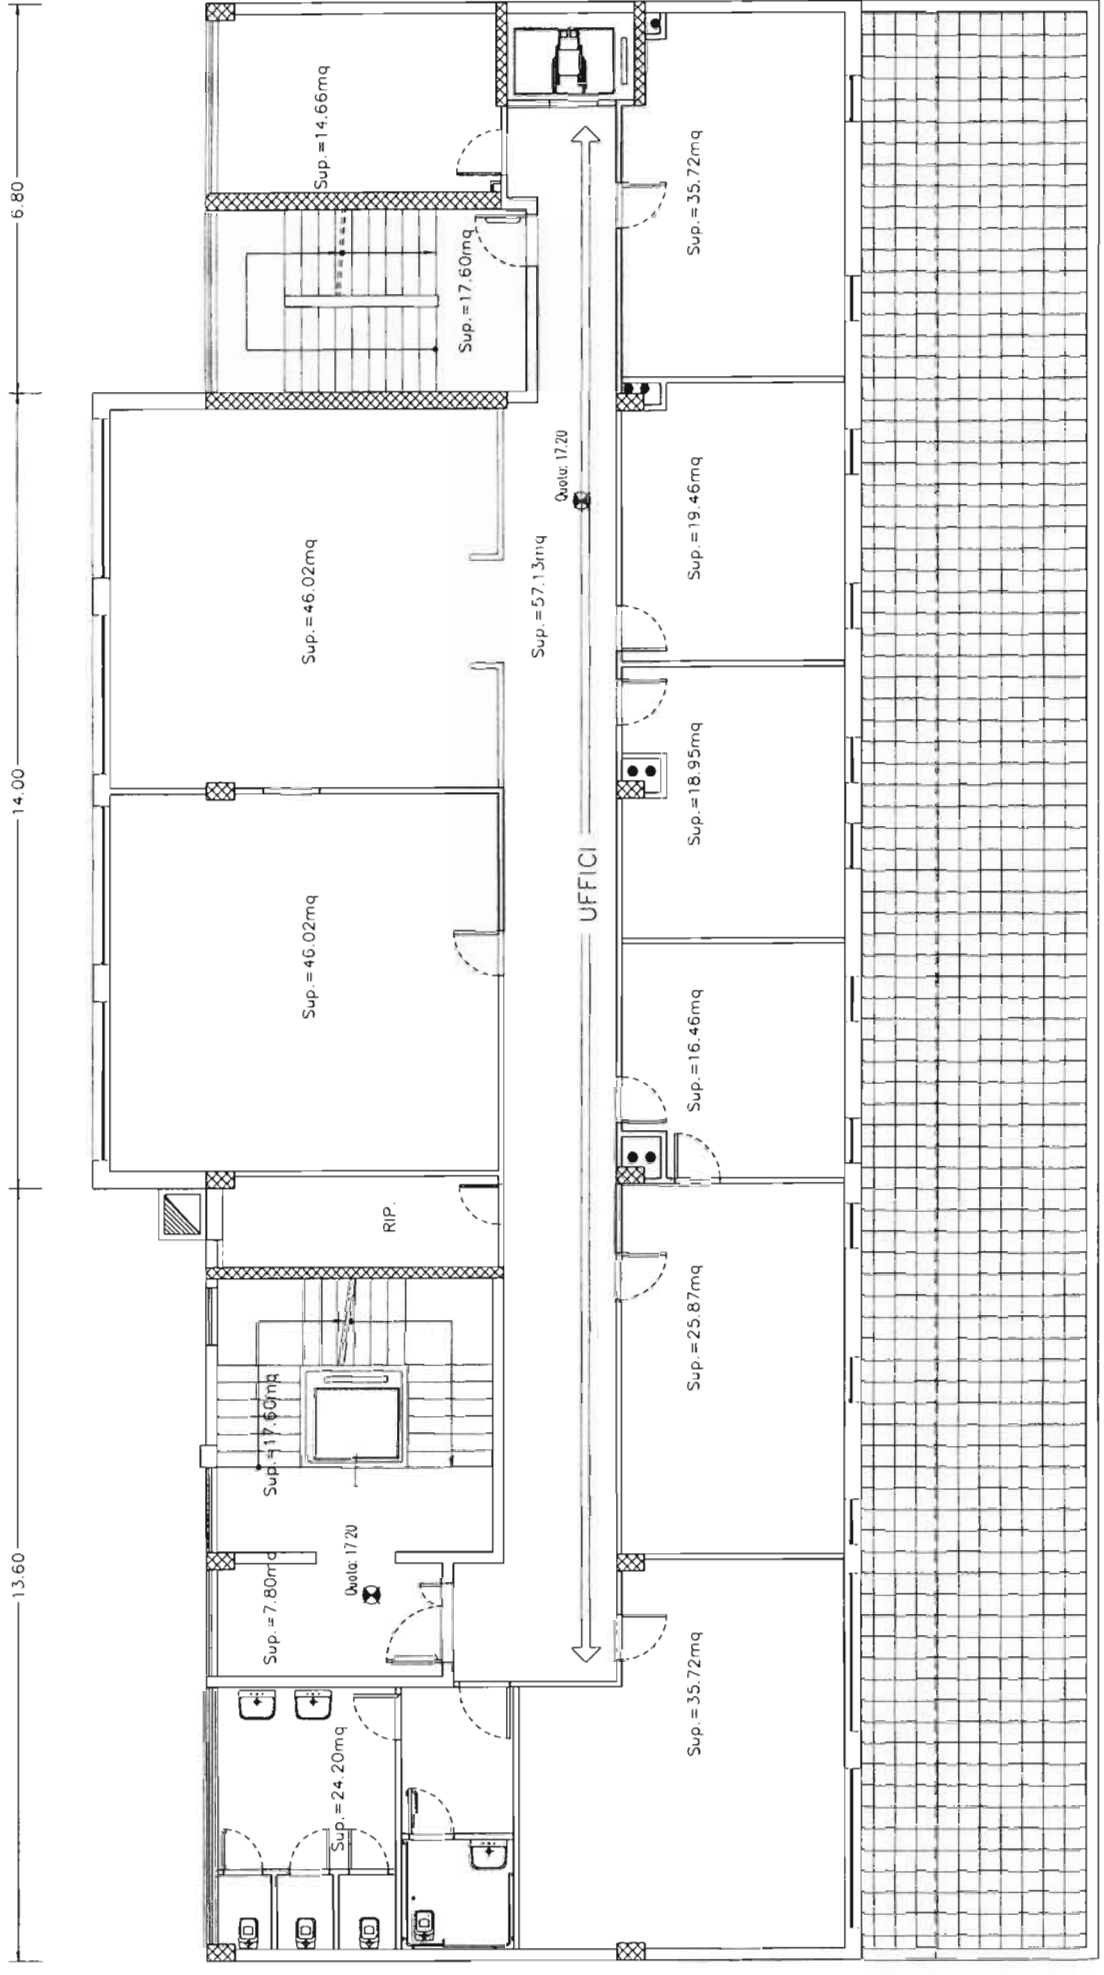 6.80
14.00
13.60
Sup.=14.66mq
Sup.=17.60mq
Sup.=35.72mq
Quota: 17.20
Sup.=46.02mq
Sup.=57.13mq
Sup.=19.46mq
Sup.=18.95mq
UFFICI
Sup.=46.02mq
Sup.=16.46mq
RIP.
Sup.=25.87mq
Sup.=17.60mq
Quota: 17.20
Sup.=7.80mq
Sup.=35.72mq
Sup.=24.20mq